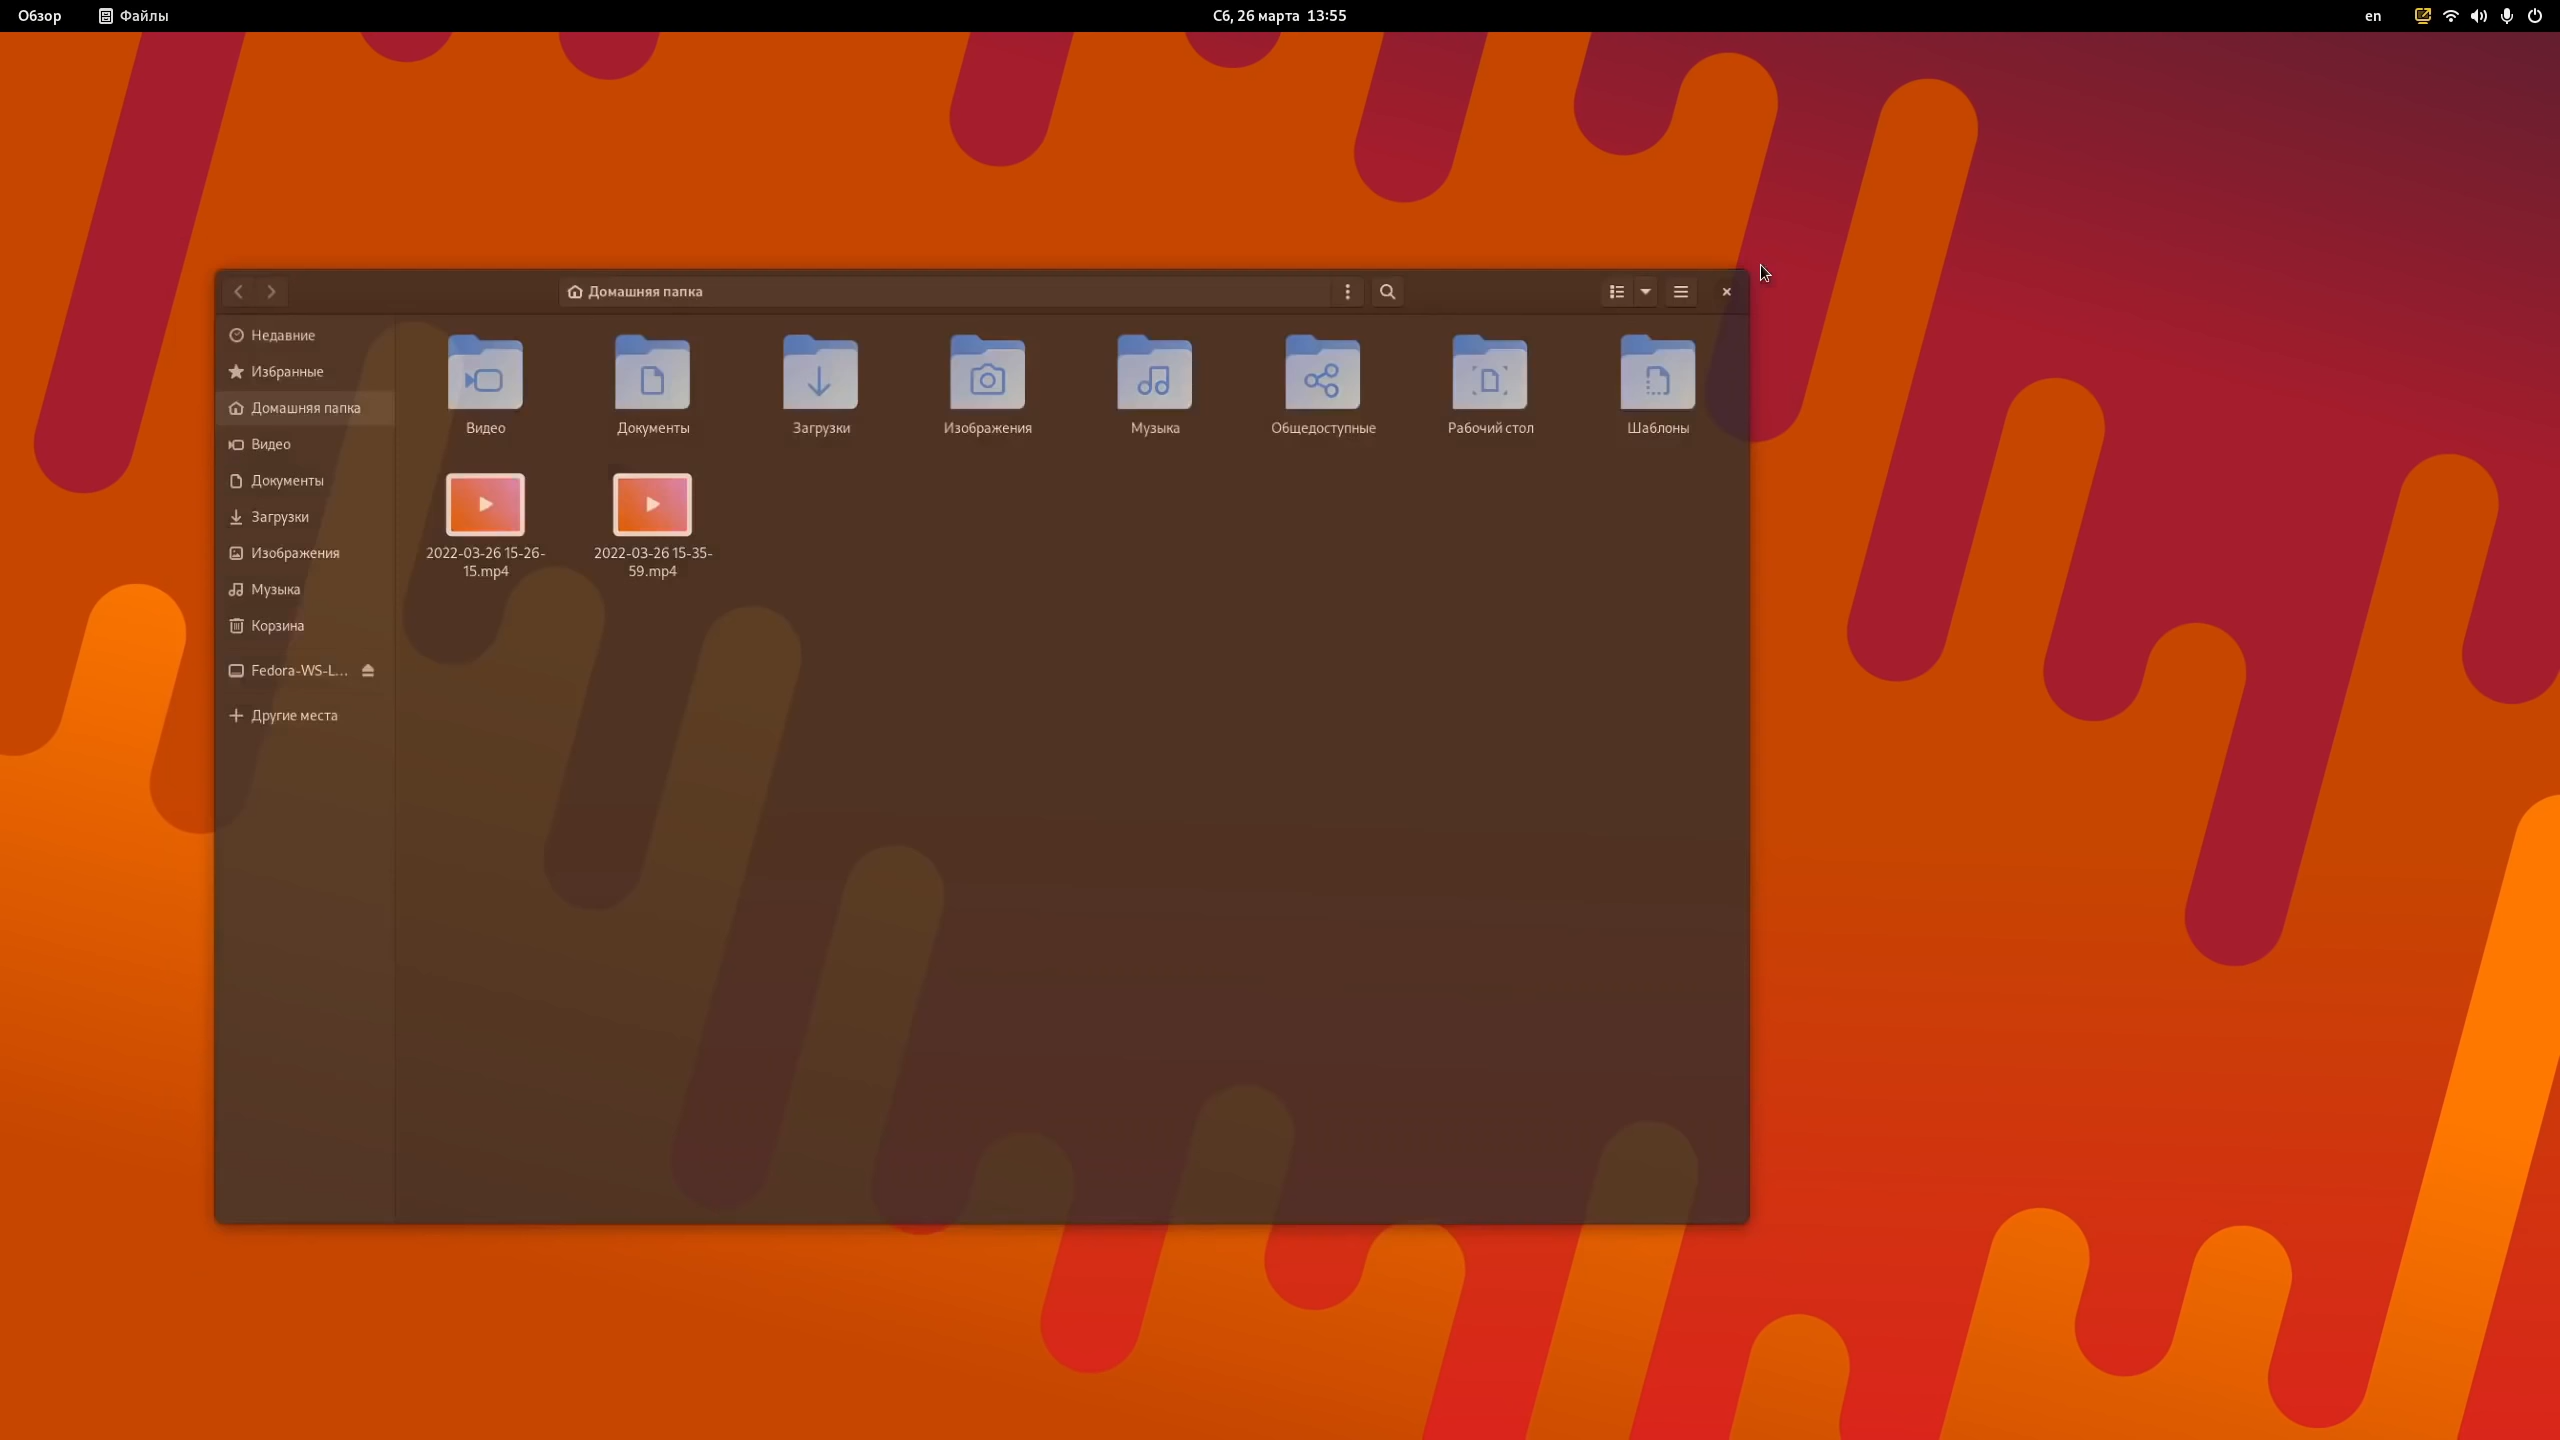 Обзор
Файлы
Сб, 26 марта 13:55
en
Домашняя папка
Недавние
Избранные
Домашняя папка
Видео
Документы
Загрузки
Изображения
Музыка
Корзина
Fedora-WS-L...
Другие места
Видео
Документы
Загрузки
Изображения
Музыка
Общедоступные
Рабочий стол
Шаблоны
2022-03-26 15-26-
15.mp4
2022-03-26 15-35-
59.mp4